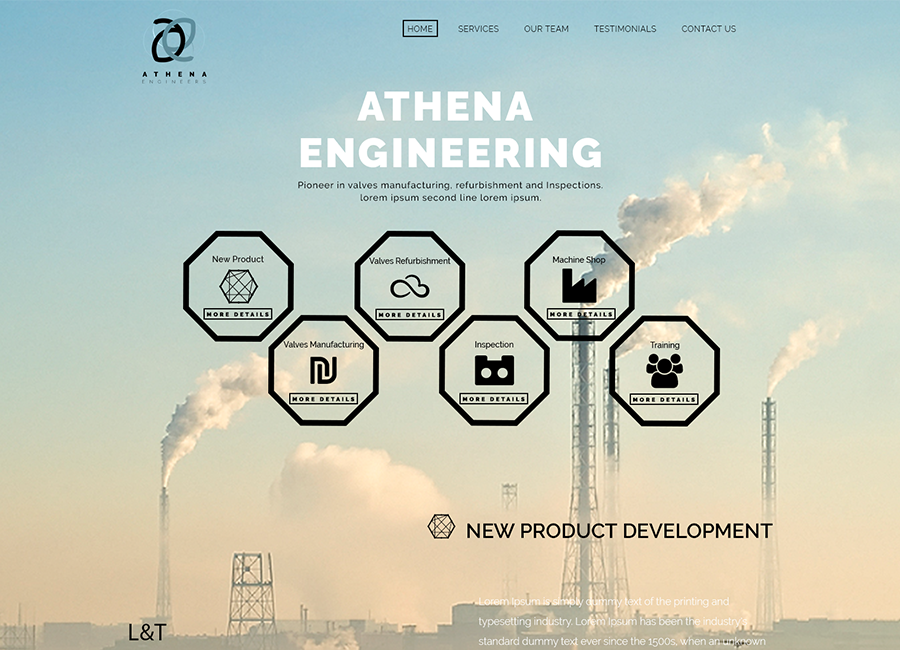 ATHENA
ENGINEERS
HOME
SERVICES
OUR TEAM
TESTIMONIALS
CONTACT US
ATHENA
ENGINEERING
Pioneer in valves manufacturing, refurbishment and Inspections.
lorem ipsum second line lorem ipsum.
New Product
MORE DETAILS
Valves Refurbishment
MORE DETAILS
Machine Shop
MORE DETAILS
Valves Manufacturing
MORE DETAILS
Inspection
MORE DETAILS
Training
MORE DETAILS
NEW PRODUCT DEVELOPMENT
Lorem Ipsum is simply dummy text of the printing and
typesetting industry. Lorem Ipsum has been the industry's
standard dummy text ever since the 1500s, when an unknown
L&T